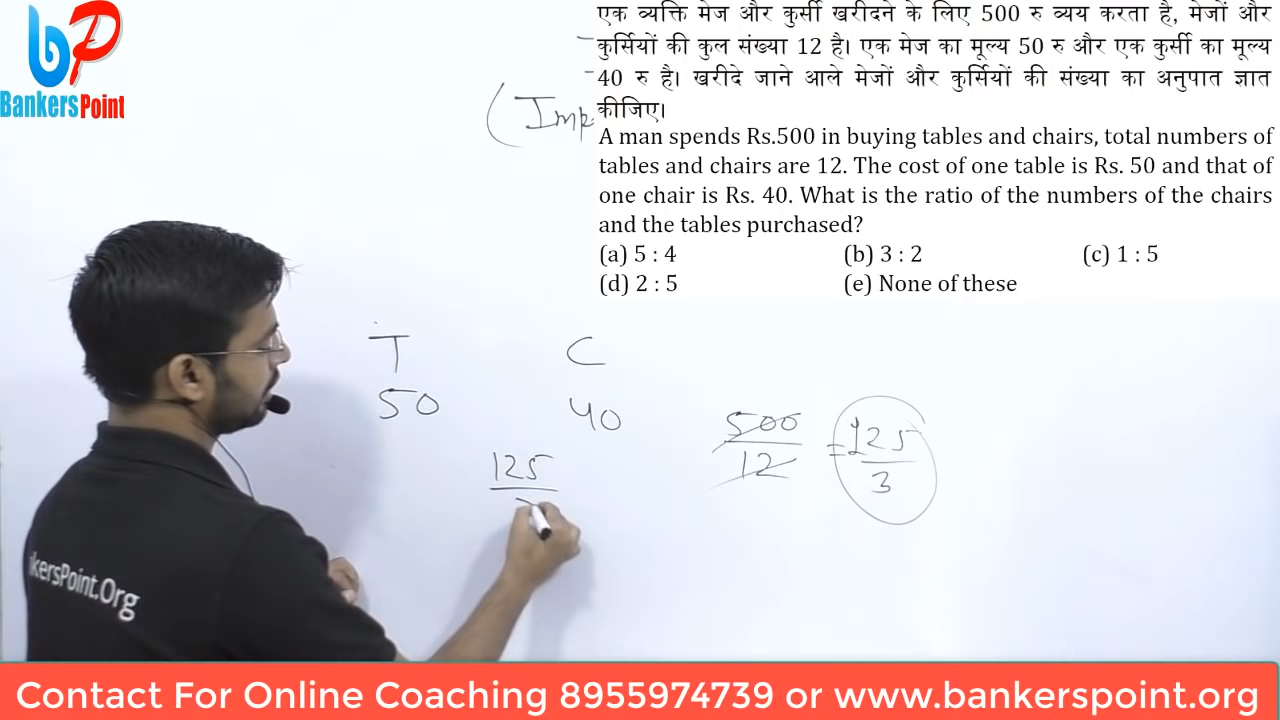 एक व्यक्ति मेज और कुर्सी खरीदने के लिए 500 रु व्यय करता है, मेजों और
कुर्सियों की कुल संख्या 12 है। एक मेज का मूल्य 50 रु और एक कुर्सी का मूल्य
40 रु है। खरीदे जाने आले मेजों और कुर्सियों की संख्या का अनुपात ज्ञात
कीजिए।
BankersPoint
(Imp.
A man spends Rs.500 in buying tables and chairs, total numbers of
tables and chairs are 12. The cost of one table is Rs. 50 and that of
one chair is Rs. 40. What is the ratio of the numbers of the chairs
and the tables purchased?
(a) 5 : 4 (b) 3 : 2 (c) 1 : 5
(d) 2 : 5 (e) None of these
T C
50 40
500
12
= 125
3
125
kersPoint.Org
Contact For Online Coaching 8955974739 or www.bankerspoint.org